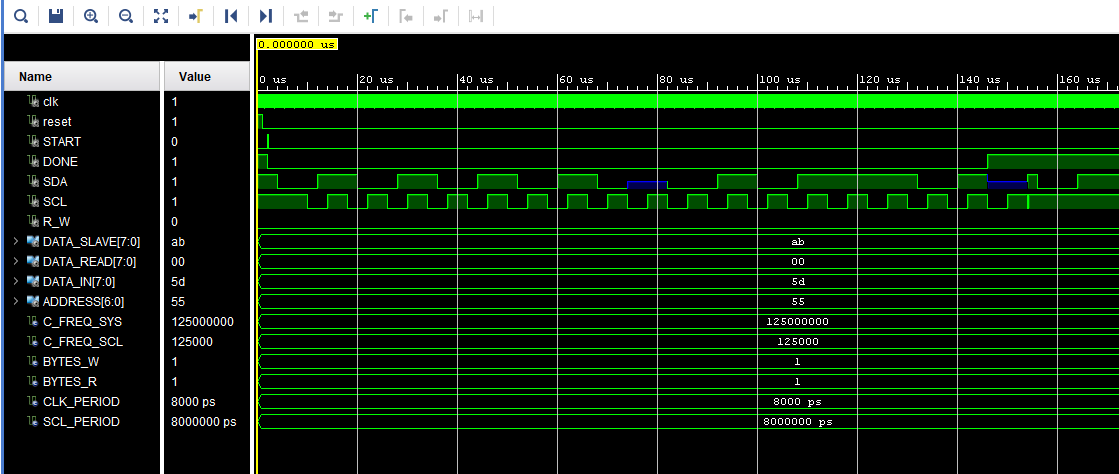 0.000000 us
Name Value
0 us 20 us 40 us 60 us 80 us 100 us 120 us 140 us 160 us
clk 1
reset 1
START 0
DONE 1
SDA 1
SCL 1
R_W 0
DATA_SLAVE[7:0] ab ab
DATA_READ[7:0] 00 00
DATA_IN[7:0] 5d 5d
ADDRESS[6:0] 55 55
C_FREQ_SYS 125000000 125000000
C_FREQ_SCL 125000 125000
BYTES_W 1 1
BYTES_R 1 1
CLK_PERIOD 8000 ps 8000 ps
SCL_PERIOD 8000000 ps 8000000 ps